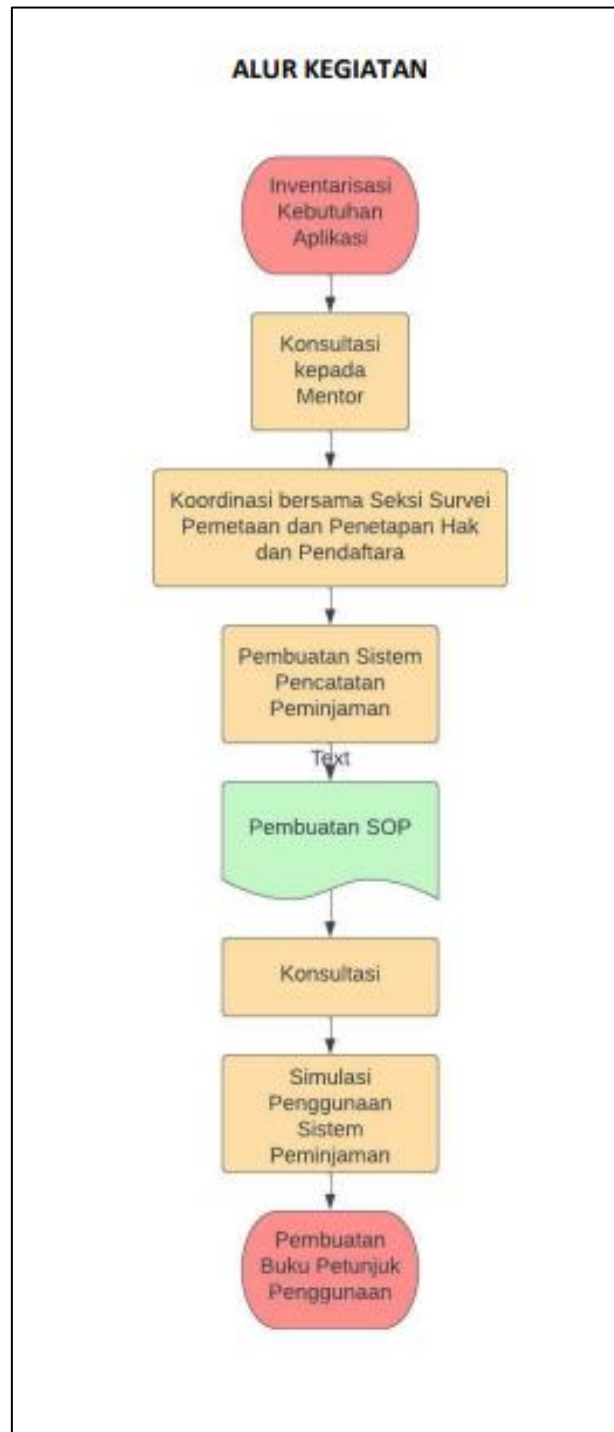 ALUR KEGIATAN
Inventarisasi
Kebutuhan
Aplikasi
Konsultasi
kepada
Mentor
Koordinasi bersama Seksi Survei
Pemetaan dan Penetapan Hak
dan Pendaftara
Pembuatan Sistem
Pencatatan
Peminjaman
Text
Pembuatan SOP
Konsultasi
Simulasi
Penggunaan
Sistem
Peminjaman
Pembuatan
Buku Petunjuk
Penggunaan